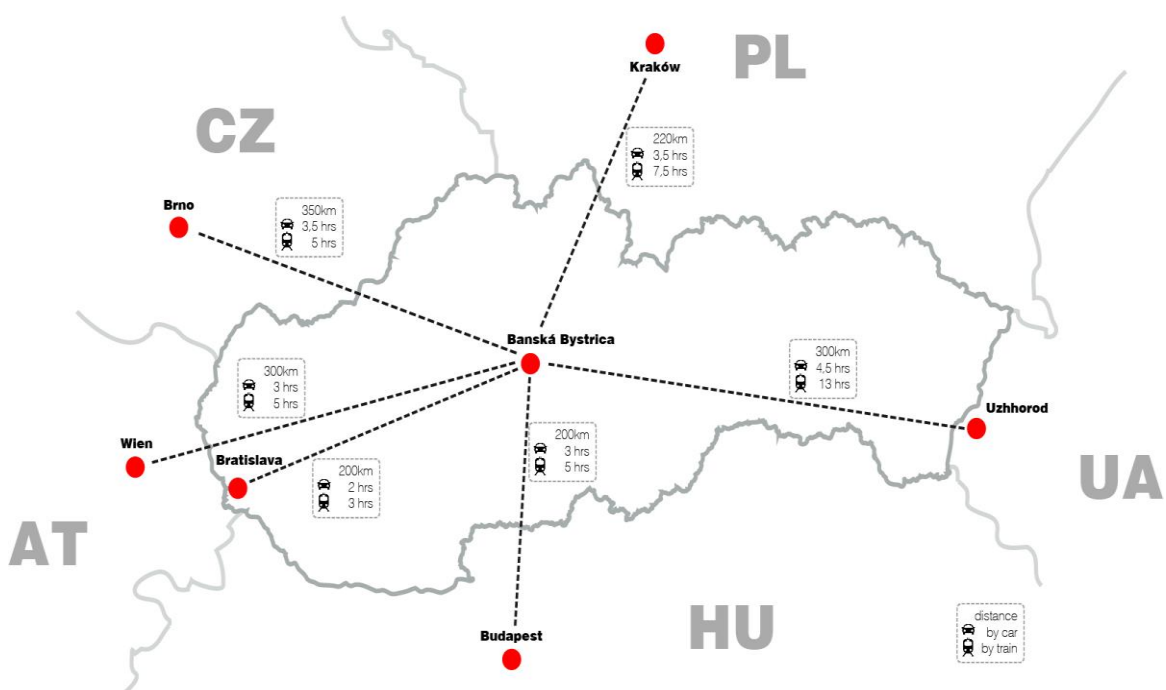 PL
Kraków
CZ
220km
3,5 hrs
7,5 hrs
Brno
350km
3,5 hrs
5 hrs
Banská Bystrica
300km
3 hrs
5 hrs
300km
4,5 hrs
13 hrs
Uzhhorod
Wien
Bratislava
200km
2 hrs
3 hrs
200km
3 hrs
5 hrs
UA
AT
HU
Budapest
distance
by car
by train